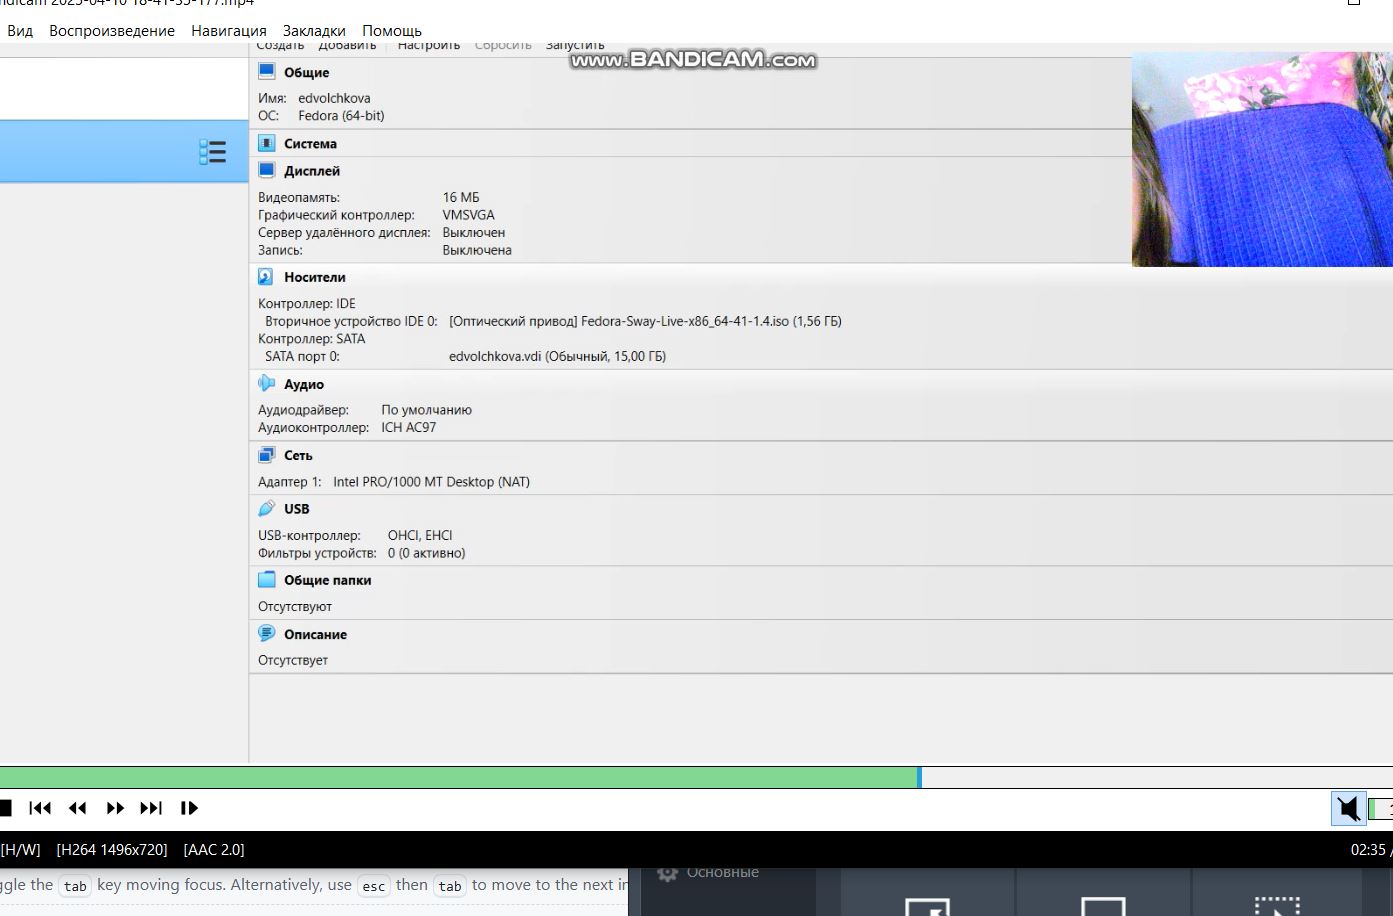 ndicam 2025-04-10 18-41-35-177.mp4
Вид Воспроизведение Навигация Закладки Помощь
Создать Добавить Настроить Сбросить Запустить
www.BANDICAM.com
Общие
Имя: edvolchkova
ОС: Fedora (64-bit)
Система
Дисплей
Видеопамять: 16 МБ
Графический контроллер: VMSVGA
Сервер удалённого дисплея: Выключен
Запись: Выключена
Носители
Контроллер: IDE
Вторичное устройство IDE 0: [Оптический привод] Fedora-Sway-Live-x86_64-41-1.4.iso (1,56 ГБ)
Контроллер: SATA
SATA порт 0: edvolchkova.vdi (Обычный, 15,00 ГБ)
Аудио
Аудиодрайвер: По умолчанию
Аудиоконтроллер: ICH AC97
Сеть
Адаптер 1: Intel PRO/1000 MT Desktop (NAT)
USB
USB-контроллер: OHCI, EHCI
Фильтры устройств: 0 (0 активно)
Общие папки
Отсутствуют
Описание
Отсутствует
[H/W] [H264 1496x720] [AAC 2.0]
02:35 /
ggle the tab key moving focus. Alternatively, use esc then tab to move to the next in
Основные